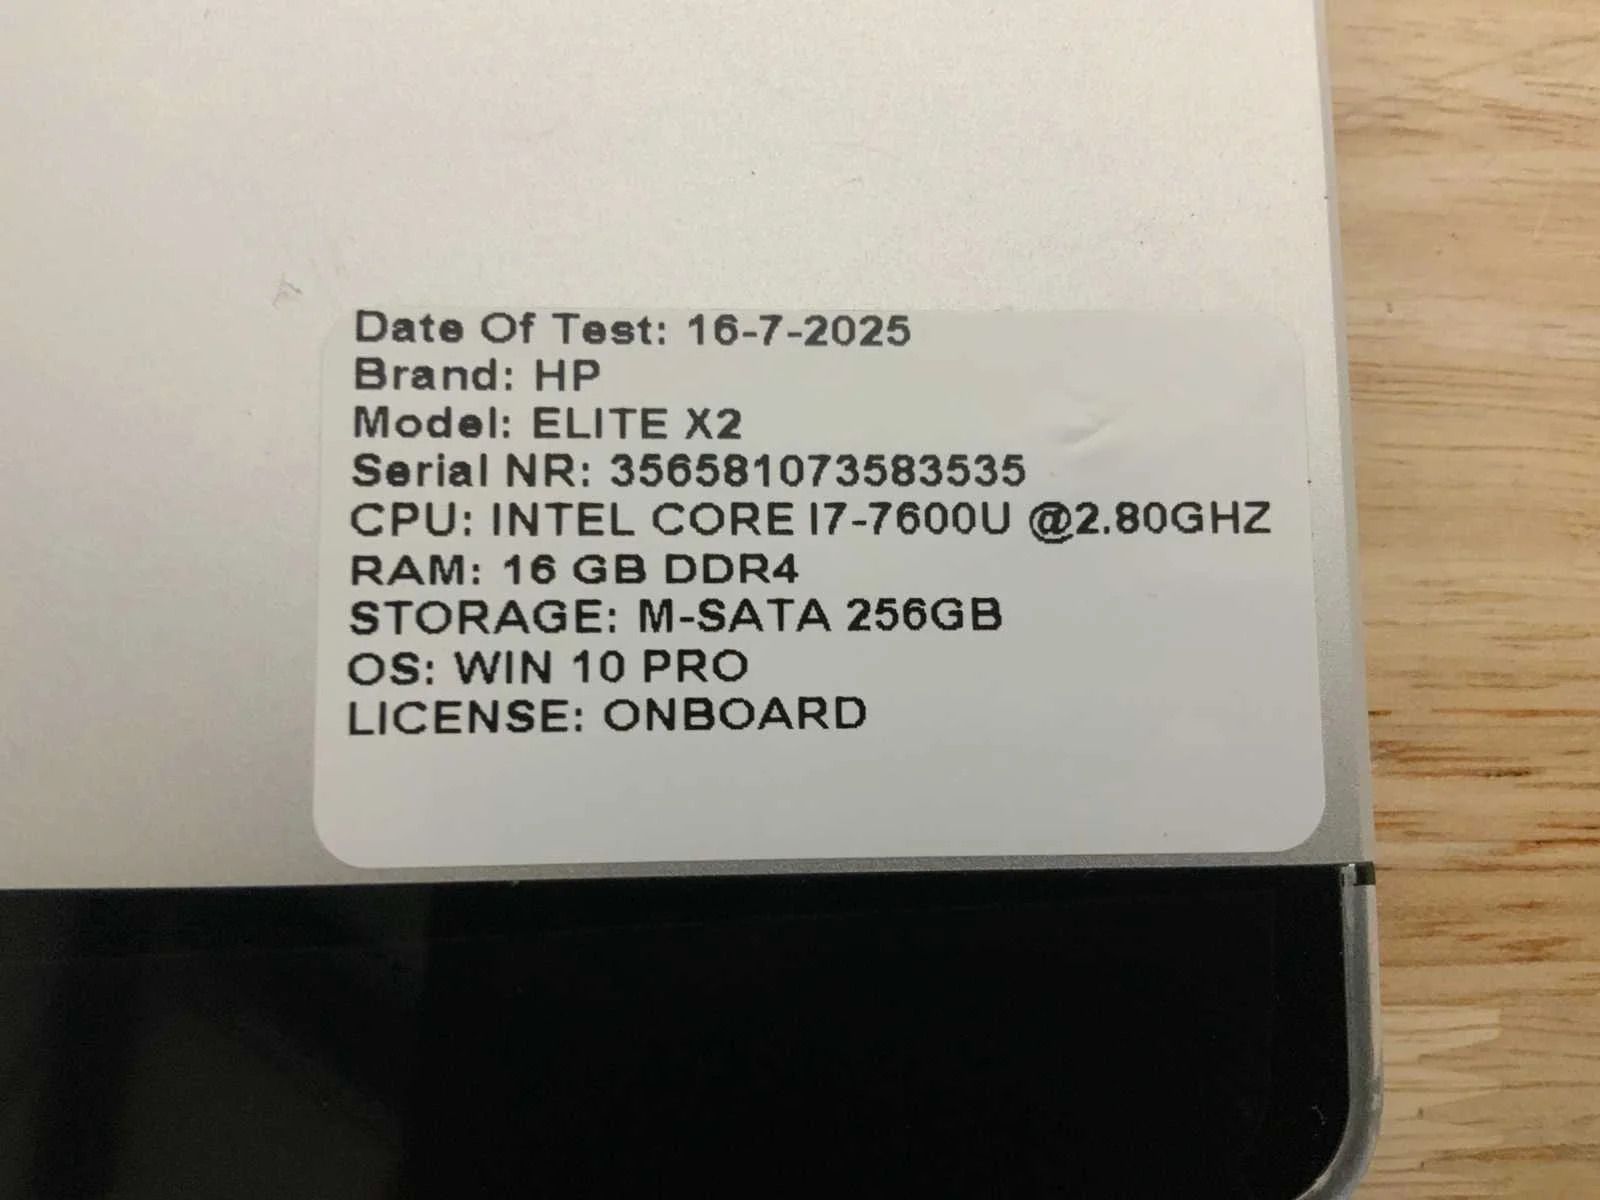 Date Of Test: 16-7-2025
Brand: HP
Model: ELITE X2
Serial NR: 356581073583535
CPU: INTEL CORE I7-7600U @2.80GHZ
RAM: 16 GB DDR4
STORAGE: M-SATA 256GB
OS: WIN 10 PRO
LICENSE: ONBOARD